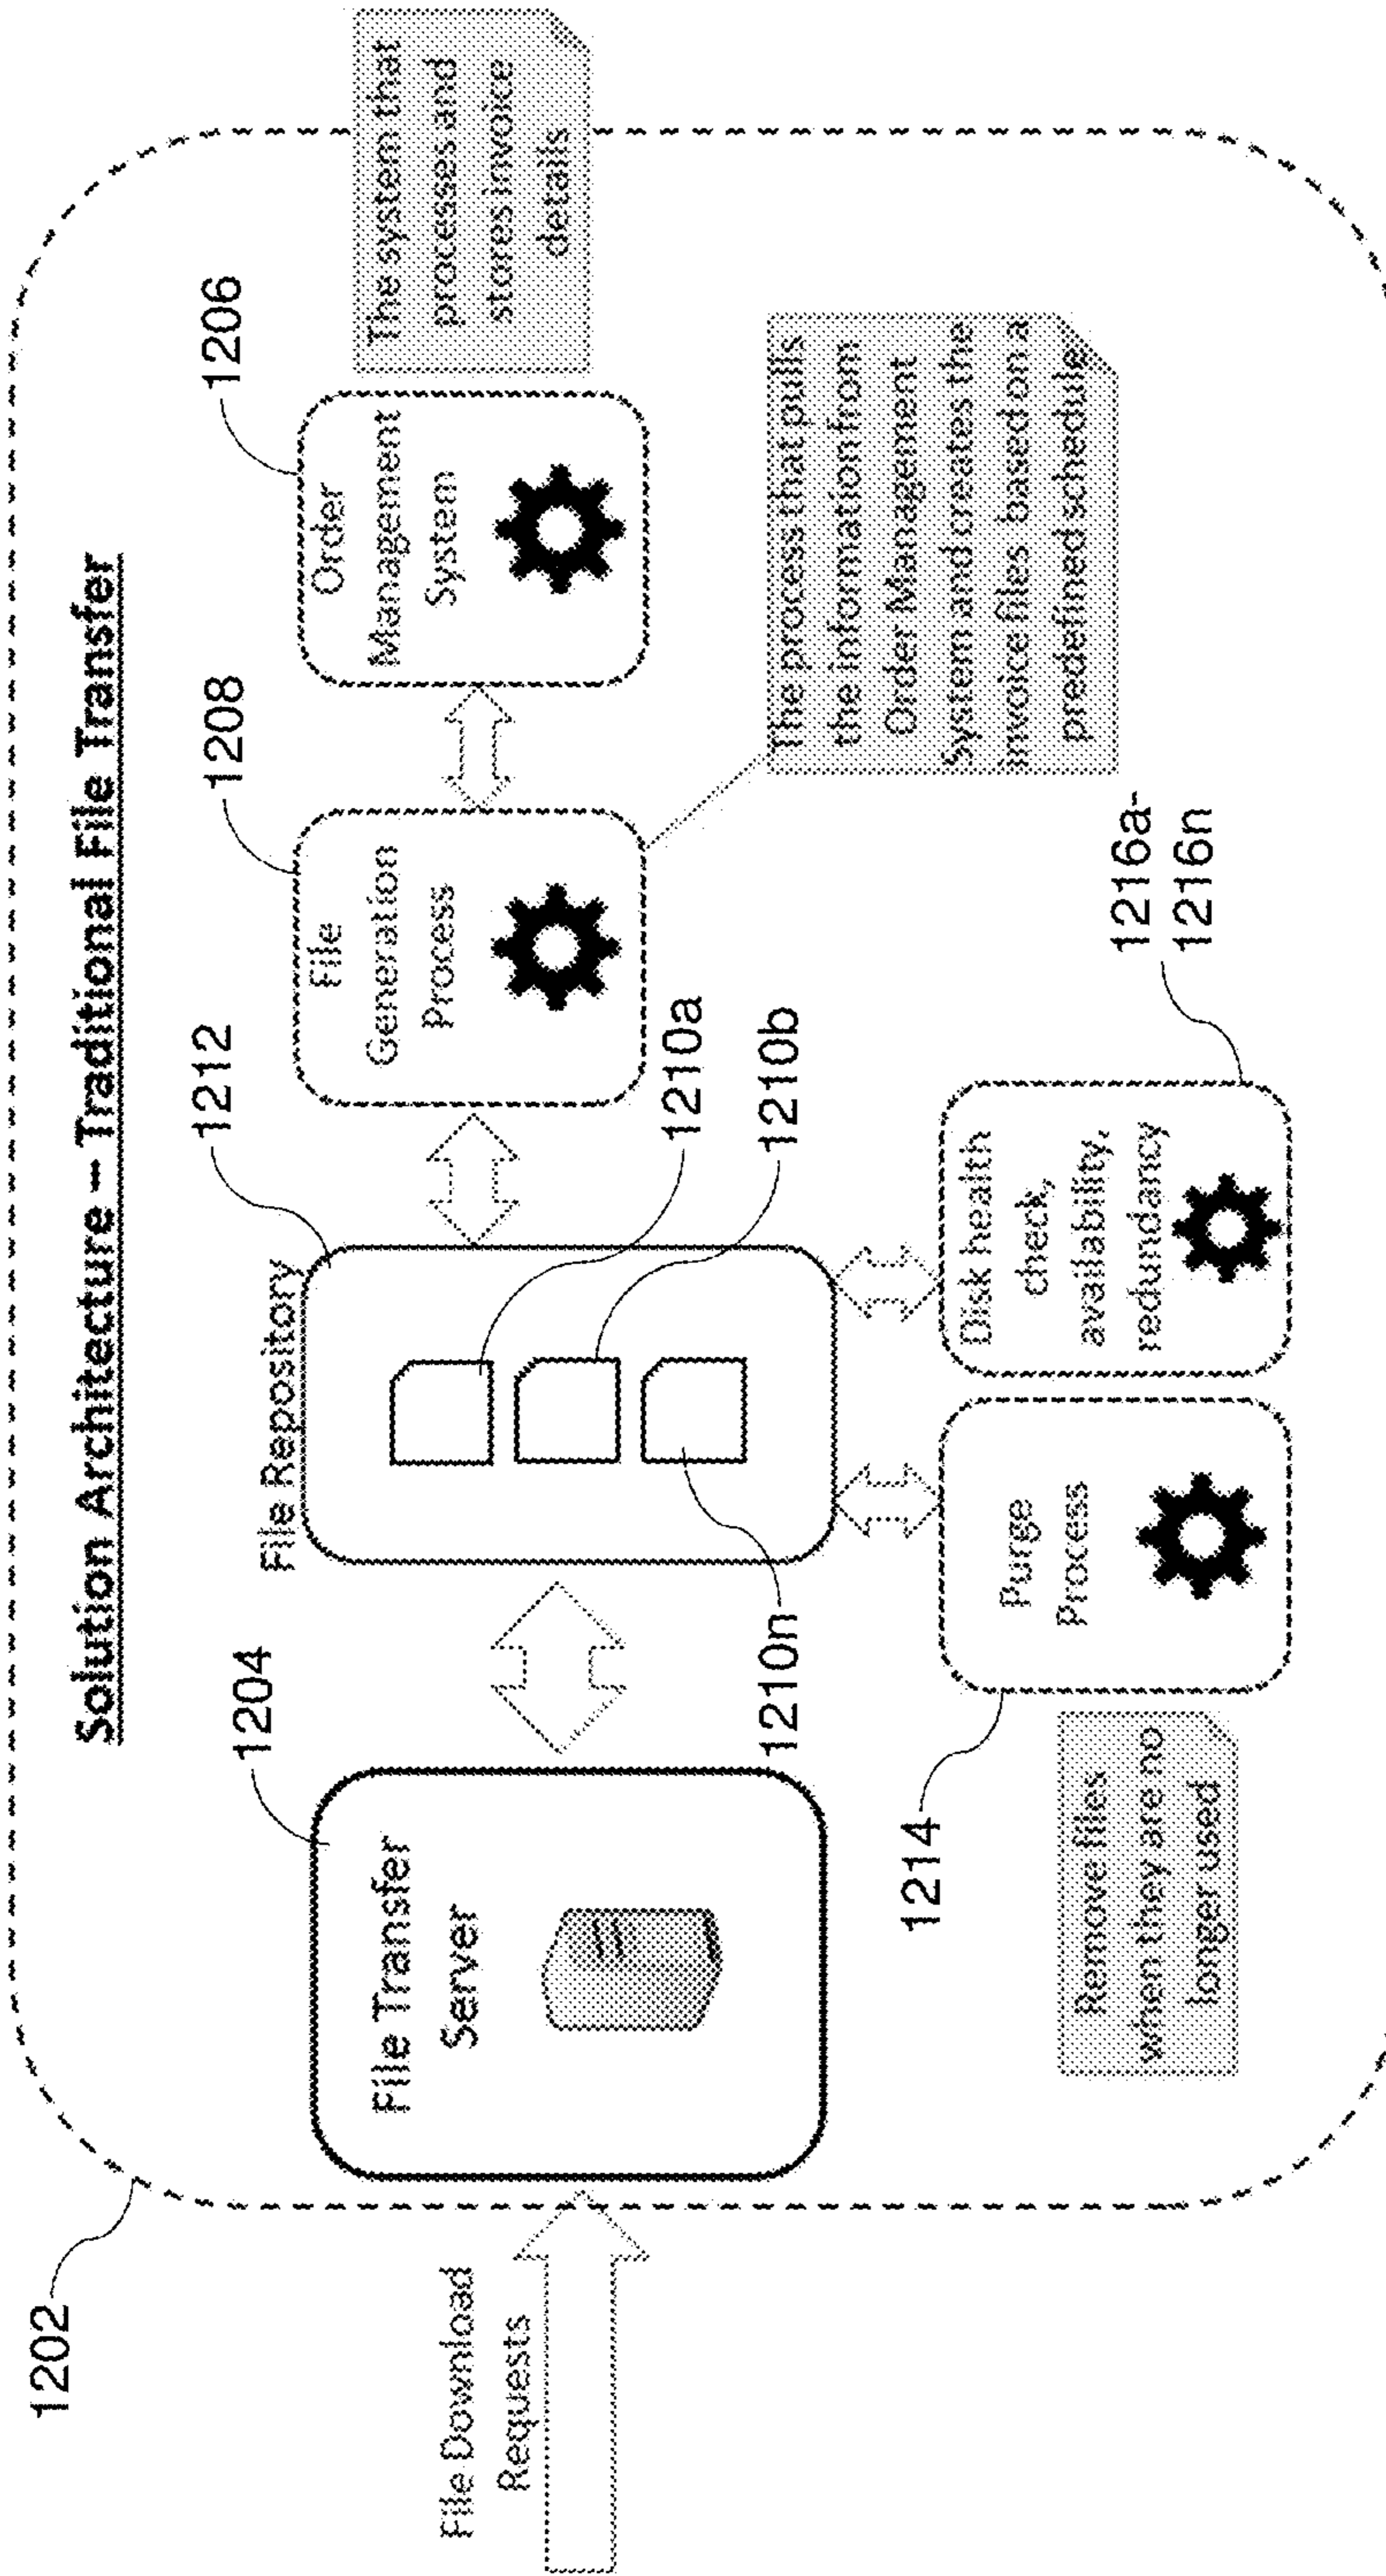 Solution Architecture – Traditional File Transfer
1202
File Download
Requests
1204
File Transfer
Server
File Repository
1212
1210a
1210b
1210n
1208
File
Generation
Process
1206
Order
Management
System
The system that
processes and
stores invoice
details
The process that pulls
the information from
Order Management
System and creates the
invoice files based on a
predefined schedule
1214
Purge
Process
Remove files
when they are no
longer used
Disk health
check,
availability,
redundancy
1216a-
1216n